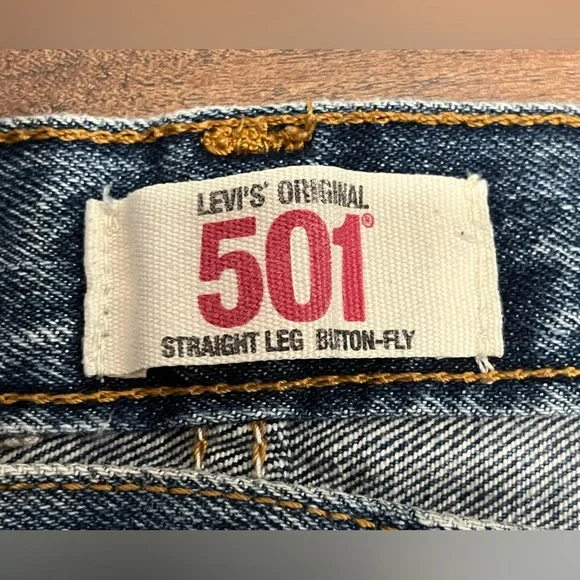 LEVI'S' ORIGINAL
501®
STRAIGHT LEG BUTTON-FLY